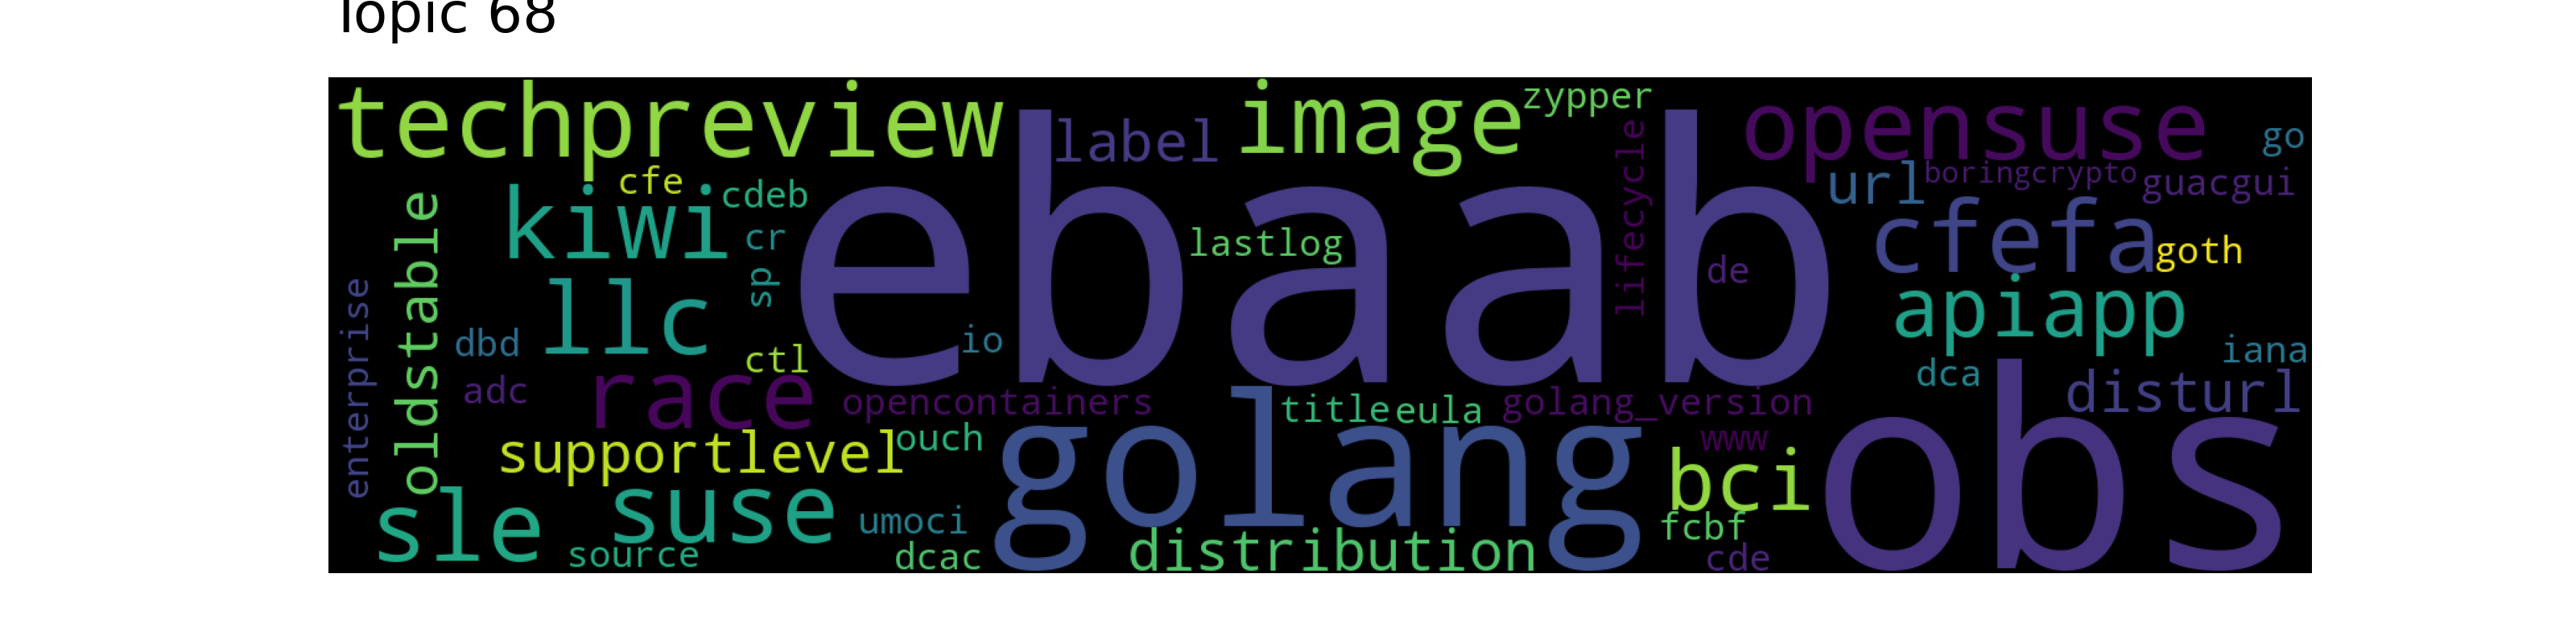 Topic 68
techpreview
label
image
zypper
opensuse
go
cfe
cdeb
kiwi
cr
sp
ebaab
lastlog
lifecycle
de
url
boringcrypto
guacgui
cfefa
goth
oldstable
enterprise
dbd
llc
ctl
io
apiapp
iana
adc
race
opencontainers
title
eula
golang_version
dca
disturl
supportlevel
ouch
golang
www
bci
obs
sle
suse
umoci
fcbf
source
dcac
distribution
cde